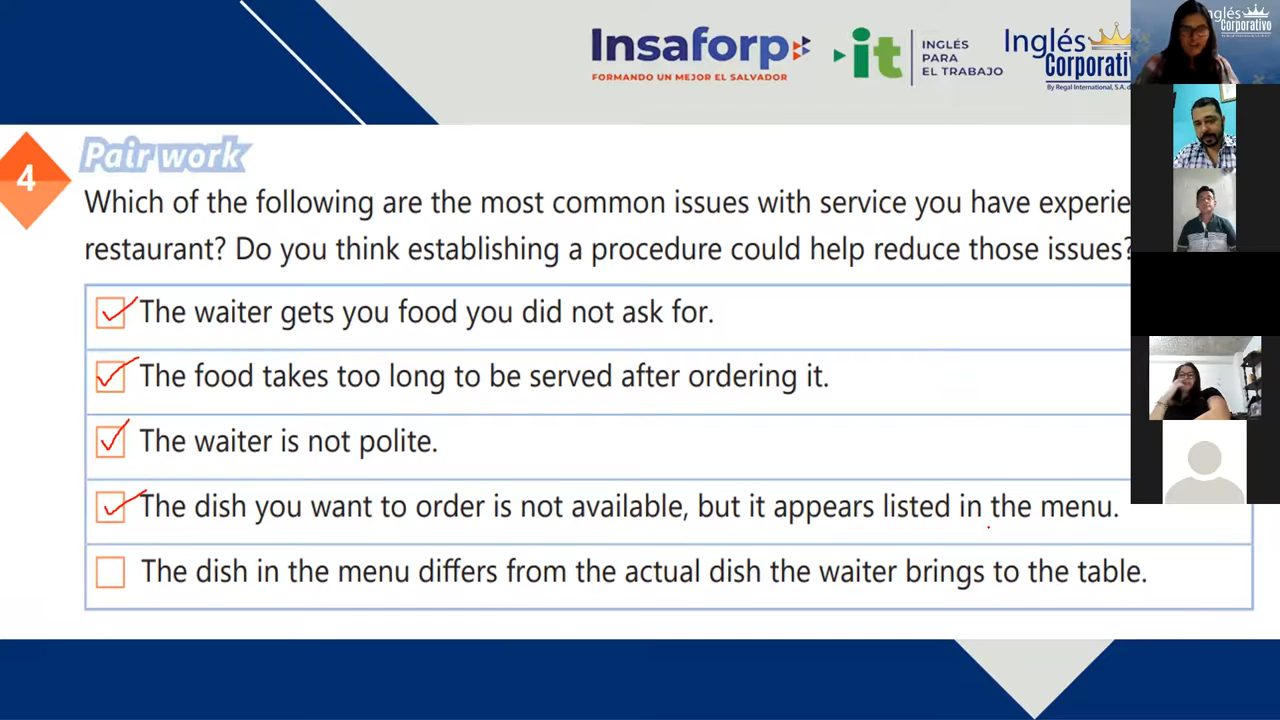 Insaforp
FORMANDO UN MEJOR EL SALVADOR
it
INGLÉS
PARA
EL TRABAJO
Inglés
Corporativo
By Regal International, S.A.
Inglés
Corporativo
4
Pair work
Which of the following are the most common issues with service you have experie
restaurant? Do you think establishing a procedure could help reduce those issues?
The waiter gets you food you did not ask for.
The food takes too long to be served after ordering it.
The waiter is not polite.
The dish you want to order is not available, but it appears listed in the menu.
The dish in the menu differs from the actual dish the waiter brings to the table.